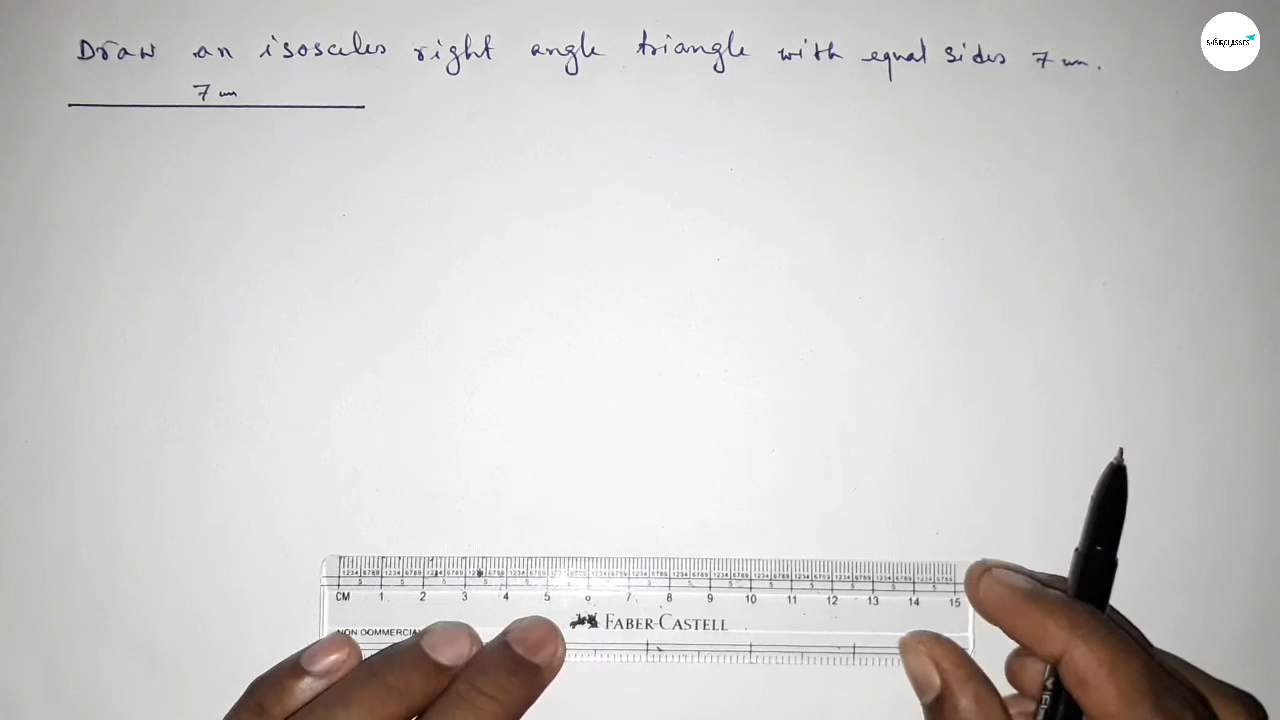 Draw an isosceles right angle triangle with equal sides 7 cm.
7 cm
CM 1 2 3 4 5 6 7 8 9 10 11 12 13 14 15
FABER-CASTELL
NON COMMERCIAL